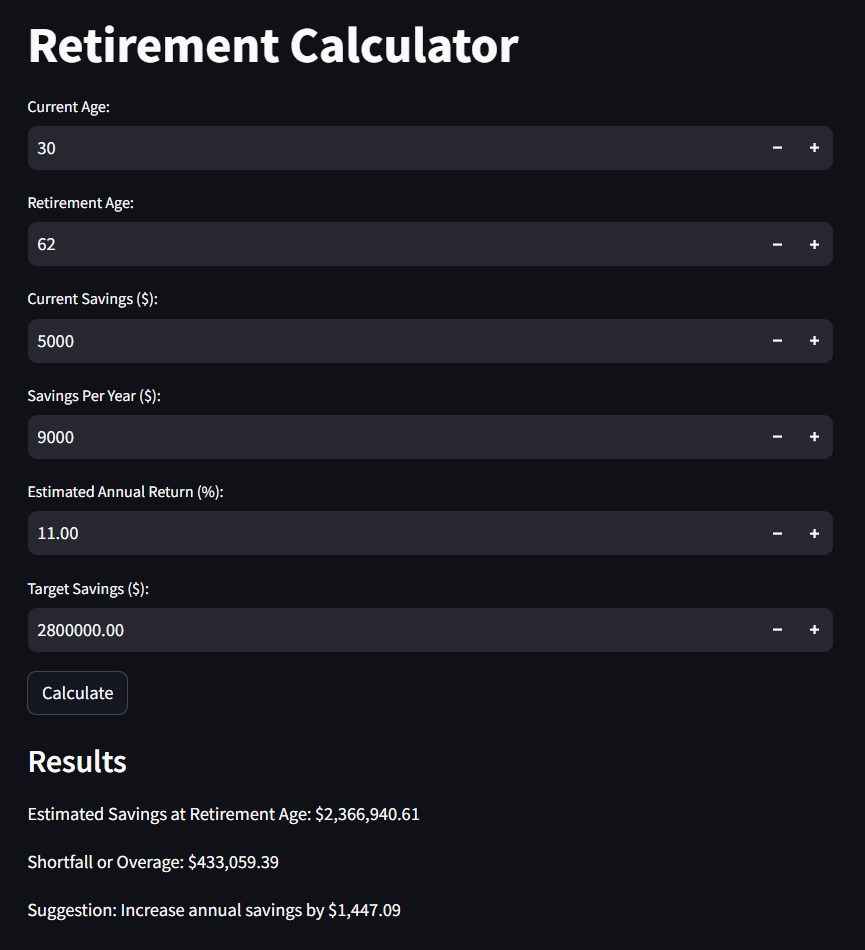 Retirement Calculator
Current Age:
30
Retirement Age:
62
Current Savings ($):
5000
Savings Per Year ($):
9000
Estimated Annual Return (%):
11.00
Target Savings ($):
2800000.00
Calculate
Results
Estimated Savings at Retirement Age: $2,366,940.61
Shortfall or Overage: $433,059.39
Suggestion: Increase annual savings by $1,447.09